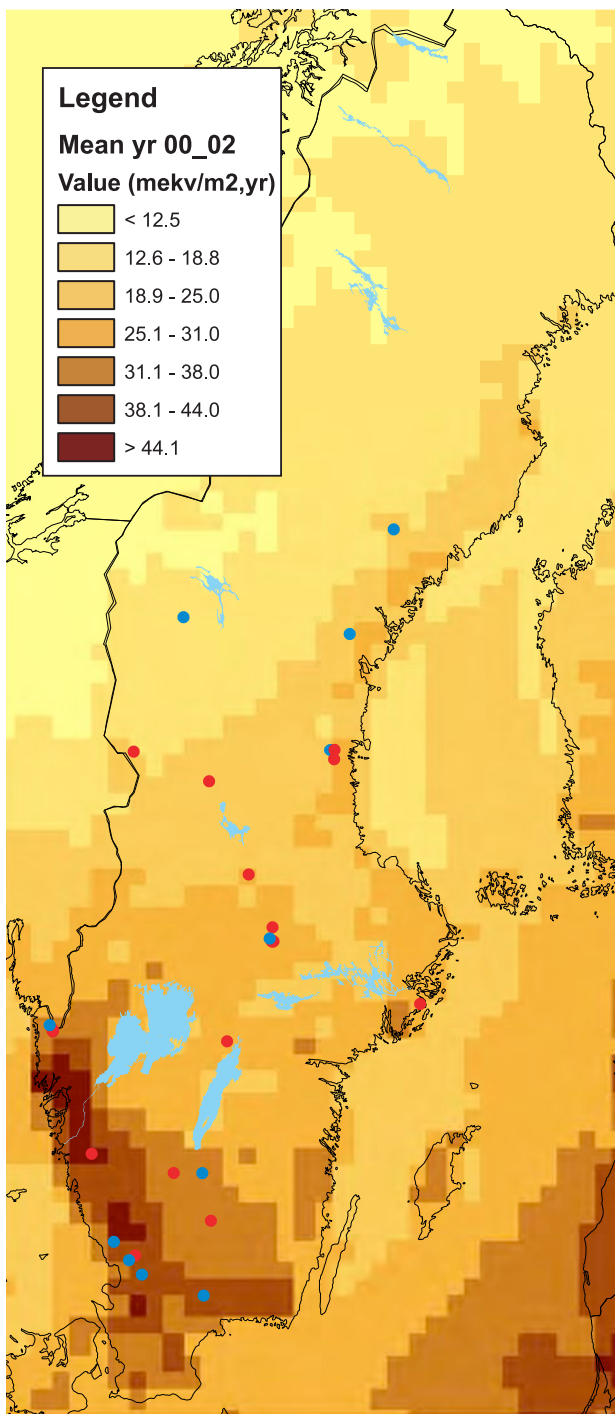 Legend
Mean yr 00_02
Value (mekv/m2,yr)
< 12.5
12.6 - 18.8
18.9 - 25.0
25.1 - 31.0
31.1 - 38.0
38.1 - 44.0
> 44.1